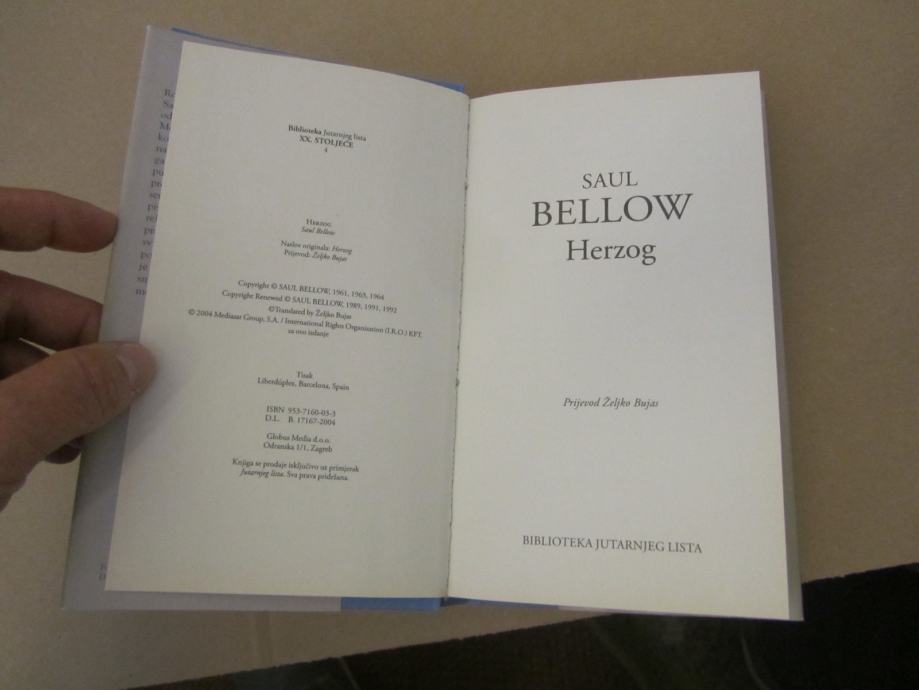 Biblioteka Jutarnjeg lista
XX. STOLJEĆE
4
HERZOG
Saul Bellow
Naslov originala: Herzog
Prijevod: Željko Bujas
Copyright © SAUL BELLOW, 1961, 1963, 1964
Copyright Renewed © SAUL BELLOW, 1989, 1991, 1992
©Translated by Željko Bujas
© 2004 Mediasat Group, S.A. / International Rights Organization (I.R.O.) KFT.
za ovo izdanje
Tisak
Liberdúplex, Barcelona, Spain
ISBN 953-7160-03-3
D.L. B. 17167-2004
Globus Media d.o.o.
Odranska 1/1, Zagreb
Knjiga se prodaje isključivo uz primjerak
Jutarnjeg lista. Sva prava pridržana.
SAUL
BELLOW
Herzog
Prijevod Željko Bujas
BIBLIOTEKA JUTARNJEG LISTA